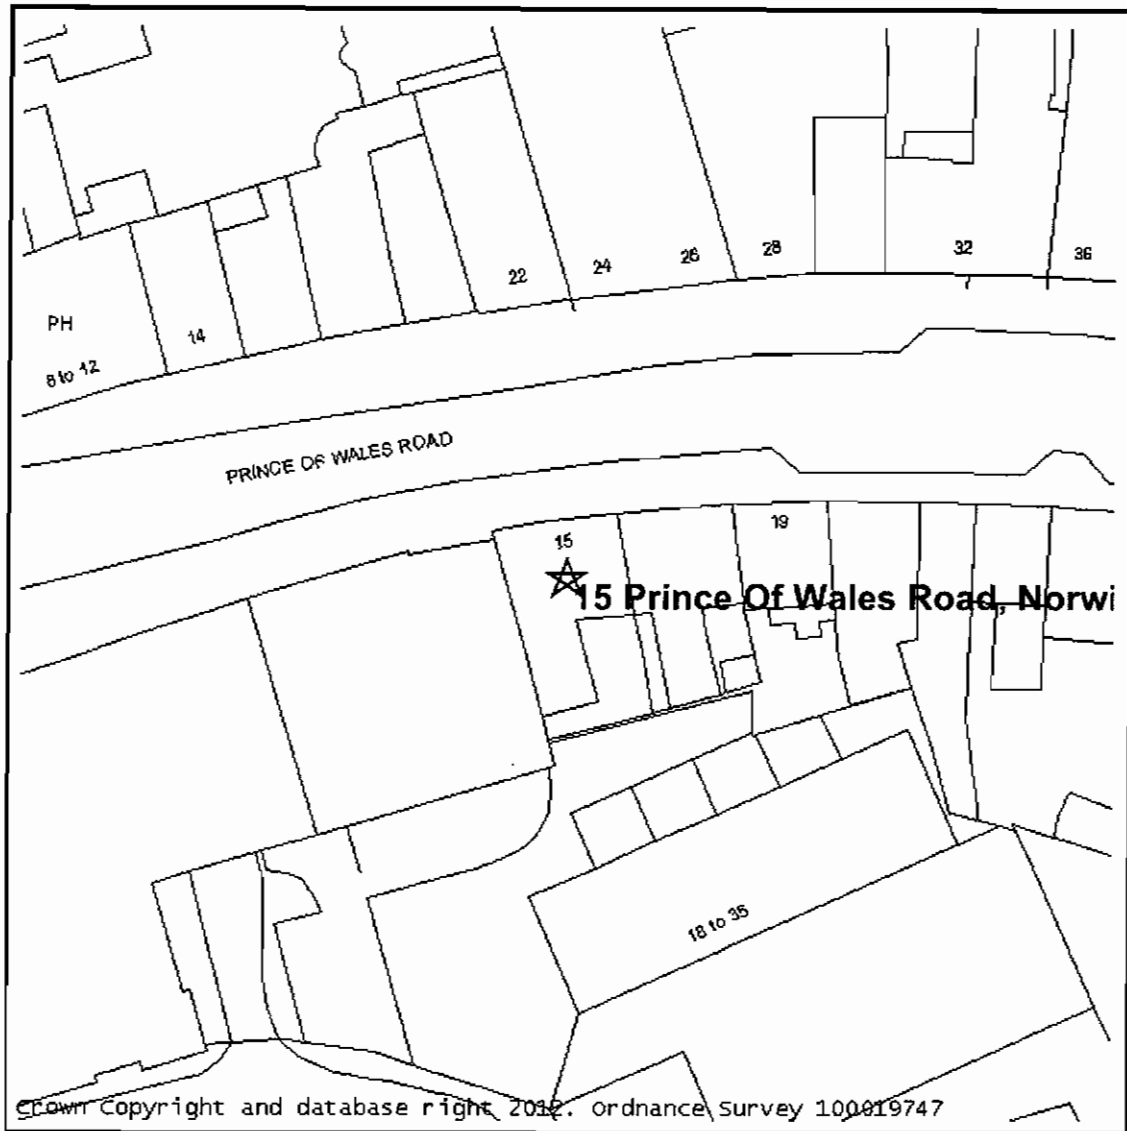 22
24
26
28
32
36
PH
14
8 to 12
PRINCE OF WALES ROAD
15
19
15 Prince Of Wales Road, Norwi
18 to 35
Crown Copyright and database right 2012. Ordnance Survey 100019747